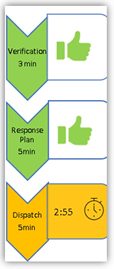 Verification
3 min
Response
Plan
5min
Dispatch
5min
2:55